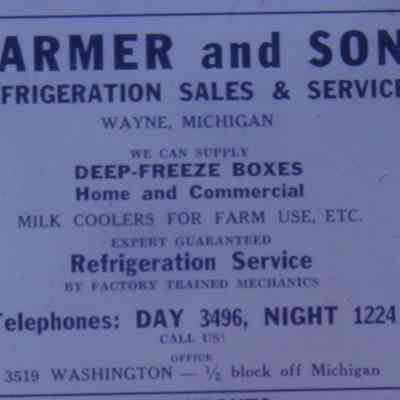 ARMER and SON
FRIGERATION SALES & SERVICE
WAYNE, MICHIGAN
WE CAN SUPPLY
DEEP-FREEZE BOXES
Home and Commercial
MILK COOLERS FOR FARM USE, ETC.
EXPERT GUARANTEED
Refrigeration Service
BY FACTORY TRAINED MECHANICS
Telephones: DAY 3496, NIGHT 1224
CALL US!
OFFICE
3519 WASHINGTON — ½ block off Michigan